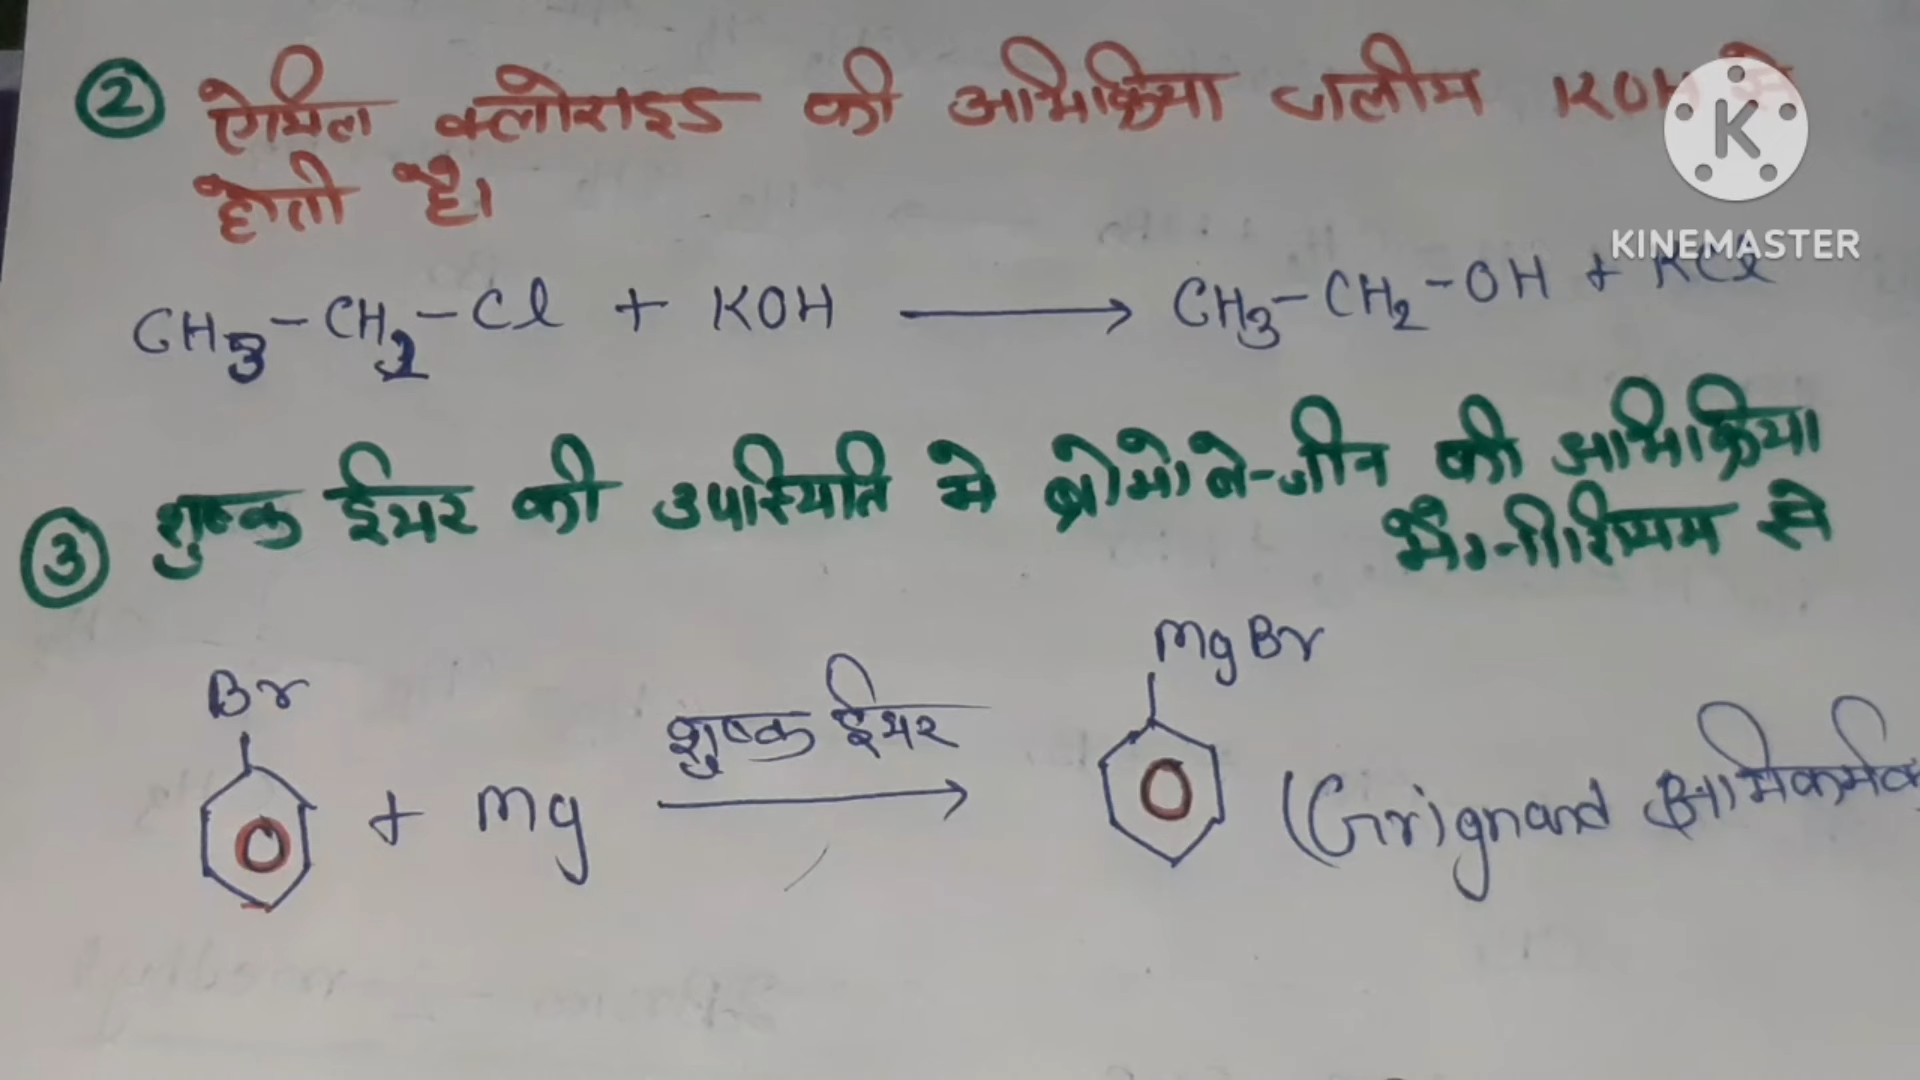 ② ऐथिल क्लोराइड की अभिक्रिया जलीय KOH से
होती है।
CH3-CH2-Cl + KOH ⟶ CH3-CH2-OH + KCl
③ शुष्क ईथर की उपस्थिति मे ब्रोमोबेन्जीन की अभिक्रिया
मैग्नीशियम से
Br
+ Mg
शुष्क ईथर
MgBr
(Grignard अभिकर्मक
K
KINEMASTER